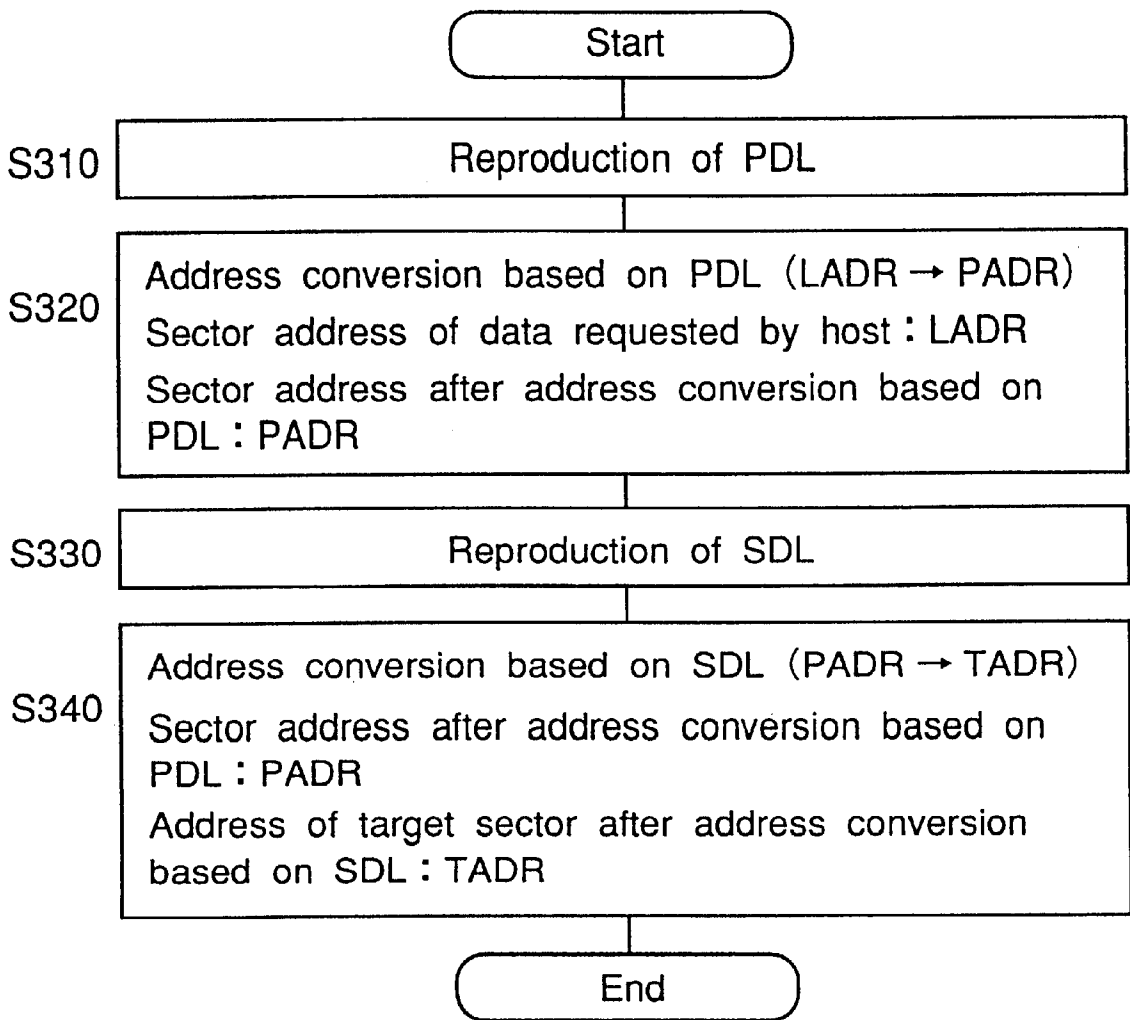 Start
S310
Reproduction of PDL
S320
Address conversion based on PDL (LADR → PADR)
Sector address of data requested by host : LADR
Sector address after address conversion based on
PDL : PADR
S330
Reproduction of SDL
S340
Address conversion based on SDL (PADR → TADR)
Sector address after address conversion based on
PDL : PADR
Address of target sector after address conversion
based on SDL : TADR
End